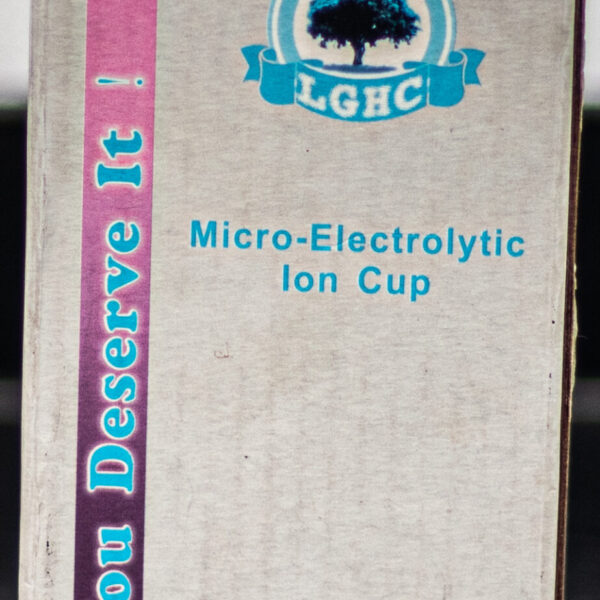 LGHC
Micro-Electrolytic
Ion Cup
ou Deserve It !